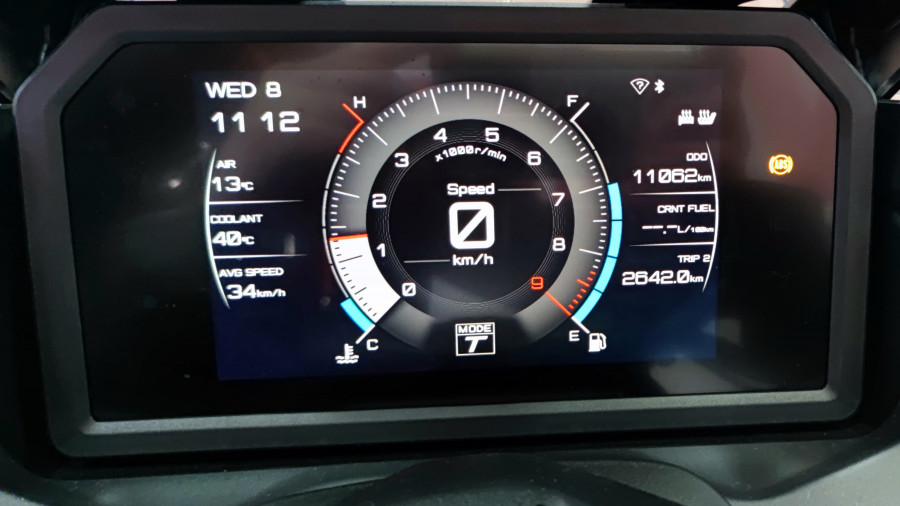 WED 8
11 12
AIR
13°C
COOLANT
40°C
AVG SPEED
34km/h
H
F
0
1
2
3
4
5
6
7
8
9
x1000r/min
Speed
0
km/h
C
E
MODE
T
ODO
11062km
CRNT FUEL
--.-L/100km
TRIP 2
2642.0km
ABS